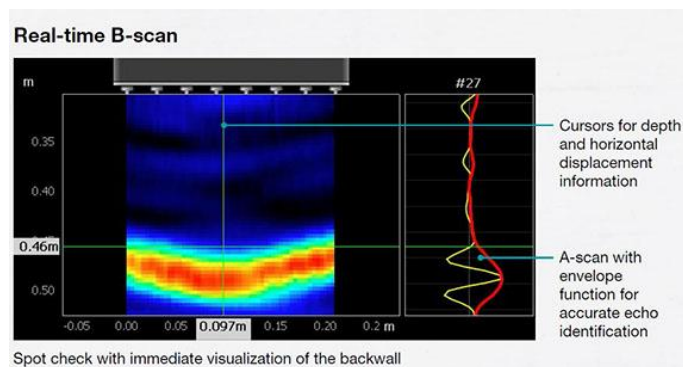 Real-time B-scan
m
#27
0.35
0.40
0.46m
0.50
-0.05 0.00 0.05 0.097m 0.15 0.20 0.2 m
Cursors for depth
and horizontal
displacement
information
A-scan with
envelope
function for
accurate echo
identification
Spot check with immediate visualization of the backwall